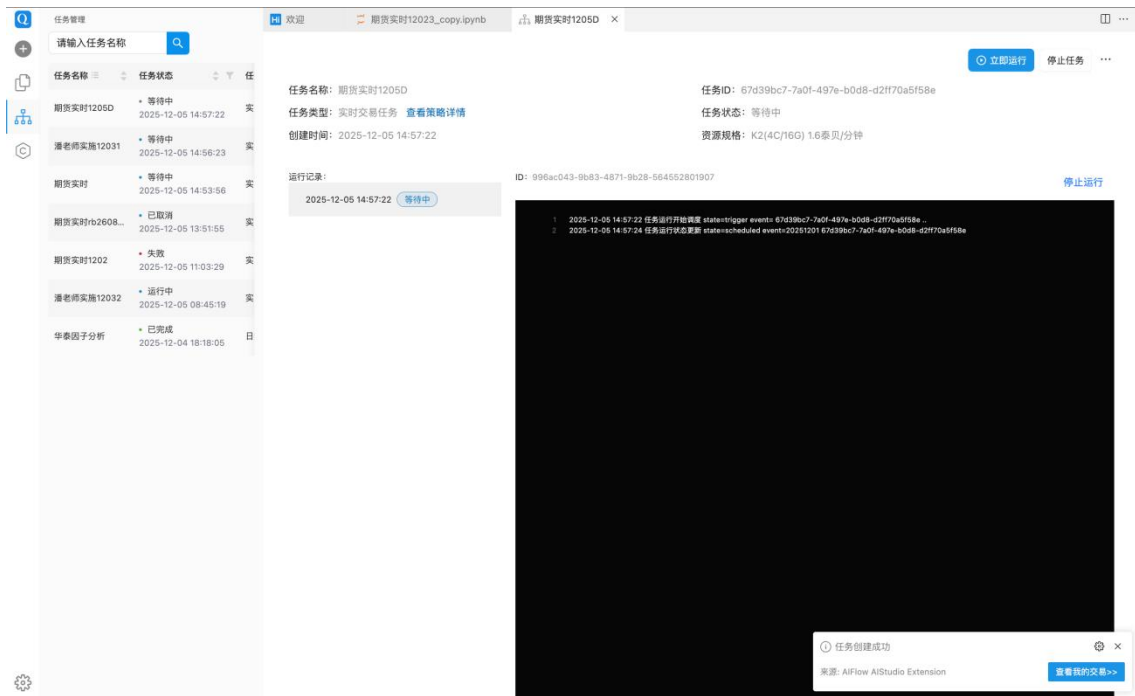 任务管理
Hi 欢迎 期货实时12023_copy.ipynb 期货实时1205D
请输入任务名称
立即运行 停止任务
任务名称 任务状态 任
任务名称: 期货实时1205D 任务ID: 67d39bc7-7a0f-497e-b0d8-d2ff70a5f58e
任务类型: 实时交易任务 查看策略详情 任务状态: 等待中
创建时间: 2025-12-05 14:57:22 资源规格: K2(4C/16G) 1.6泰贝/分钟
期货实时1205D 等待中 实
2025-12-05 14:57:22
潘老师实施12031 等待中 实
2025-12-05 14:56:23
期货实时 等待中 实
2025-12-05 14:53:56
期货实时rb2608... 已取消 实
2025-12-05 13:51:55
期货实时1202 失败 实
2025-12-05 11:03:29
潘老师实施12032 运行中 实
2025-12-05 08:45:19
华泰因子分析 已完成 日
2025-12-04 18:18:05
运行记录:
2025-12-05 14:57:22 等待中
ID: 996ac043-9b83-4871-9b28-564552801907
停止运行
1 2025-12-05 14:57:22 任务运行开始调度 state=trigger event= 67d39bc7-7a0f-497e-b0d8-d2ff70a5f58e ..
2 2025-12-05 14:57:24 任务运行状态更新 state=scheduled event=20251201 67d39bc7-7a0f-497e-b0d8-d2ff70a5f58e
任务创建成功
来源: AIFlow AIStudio Extension 查看我的交易>>